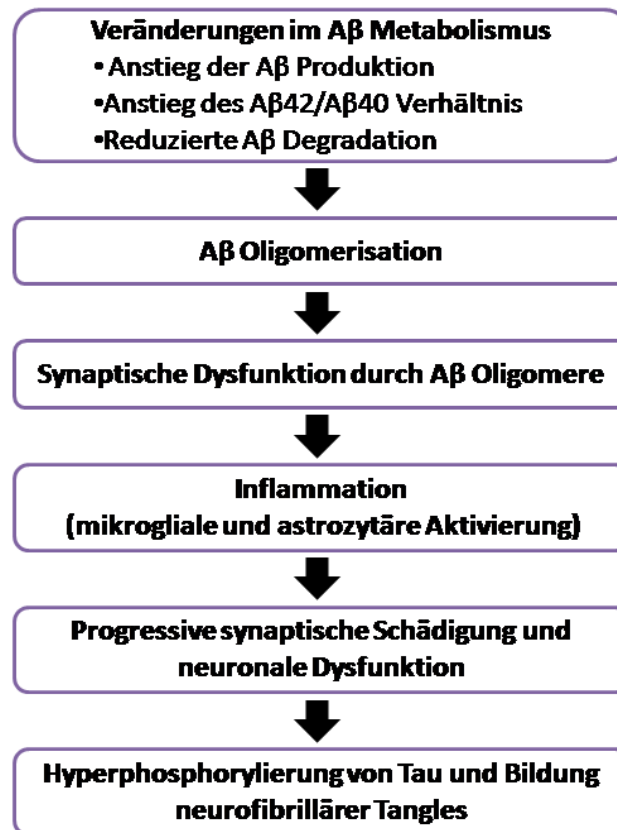 Veränderungen im Aβ Metabolismus
• Anstieg der Aβ Produktion
•Anstieg des Aβ42/Aβ40 Verhältnis
•Reduzierte Aβ Degradation
Aβ Oligomerisation
Synaptische Dysfunktion durch Aβ Oligomere
Inflammation
(mikrogliale und astrozytäre Aktivierung)
Progressive synaptische Schädigung und
neuronale Dysfunktion
Hyperphosphorylierung von Tau und Bildung
neurofibrillärer Tangles